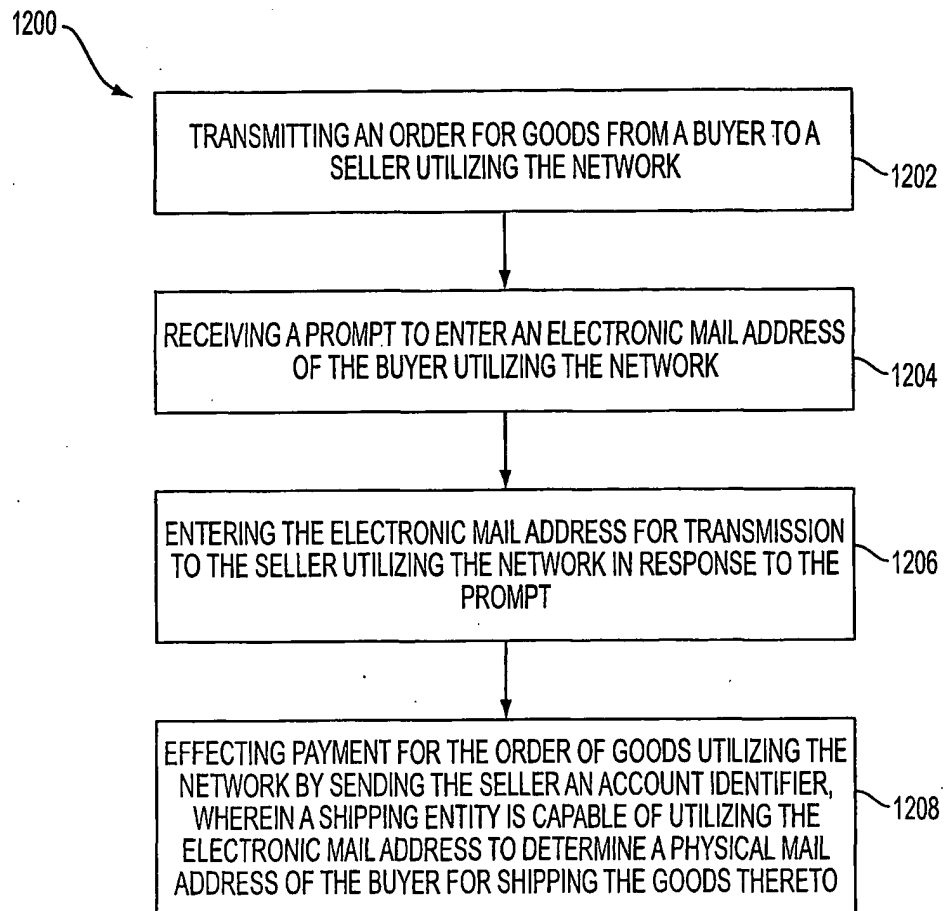 1200
TRANSMITTING AN ORDER FOR GOODS FROM A BUYER TO A
SELLER UTILIZING THE NETWORK
1202
RECEIVING A PROMPT TO ENTER AN ELECTRONIC MAIL ADDRESS
OF THE BUYER UTILIZING THE NETWORK
1204
ENTERING THE ELECTRONIC MAIL ADDRESS FOR TRANSMISSION
TO THE SELLER UTILIZING THE NETWORK IN RESPONSE TO THE
PROMPT
1206
EFFECTING PAYMENT FOR THE ORDER OF GOODS UTILIZING THE
NETWORK BY SENDING THE SELLER AN ACCOUNT IDENTIFIER,
WHEREIN A SHIPPING ENTITY IS CAPABLE OF UTILIZING THE
ELECTRONIC MAIL ADDRESS TO DETERMINE A PHYSICAL MAIL
ADDRESS OF THE BUYER FOR SHIPPING THE GOODS THERETO
1208